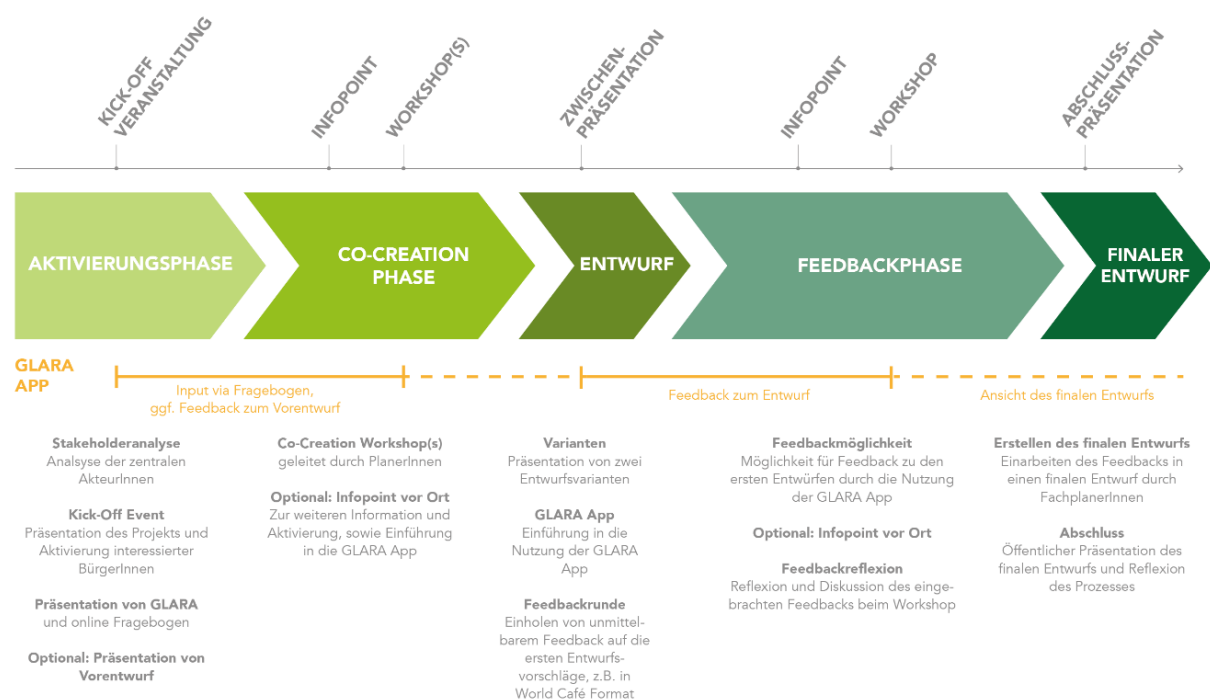 KICK-OFF
VERANSTALTUNG
INFOPOINT
WORKSHOP(S)
ZWISCHEN-
PRÄSENTATION
INFOPOINT
WORKSHOP
ABSCHLUSS-
PRÄSENTATION
AKTIVIERUNGSPHASE
CO-CREATION
PHASE
ENTWURF
FEEDBACKPHASE
FINALER
ENTWURF
GLARA
APP
Input via Fragebogen,
ggf. Feedback zum Vorentwurf
Feedback zum Entwurf
Ansicht des finalen Entwurfs
Stakeholderanalyse
Analsyse der zentralen
AkteurInnen
Kick-Off Event
Präsentation des Projekts und
Aktivierung interessierter
BürgerInnen
Präsentation von GLARA
und online Fragebogen
Optional: Präsentation von
Vorentwurf
Co-Creation Workshop(s)
geleitet durch PlanerInnen
Optional: Infopoint vor Ort
Zur weiteren Information und
Aktivierung, sowie Einführung
in die GLARA App
Varianten
Präsentation von zwei
Entwurfsvarianten
GLARA App
Einführung in die
Nutzung der GLARA
App
Feedbackrunde
Einholen von unmittel-
barem Feedback auf die
ersten Entwurfs-
vorschläge, z.B. in
World Café Format
Feedbackmöglichkeit
Möglichkeit für Feedback zu den
ersten Entwürfen durch die Nutzung
der GLARA App
Optional: Infopoint vor Ort
Feedbackreflexion
Reflexion und Diskussion des einge-
brachten Feedbacks beim Workshop
Erstellen des finalen Entwurfs
Einarbeiten des Feedbacks in
einen finalen Entwurf durch
FachplanerInnen
Abschluss
Öffentlicher Präsentation des
finalen Entwurfs und Reflexion
des Prozesses